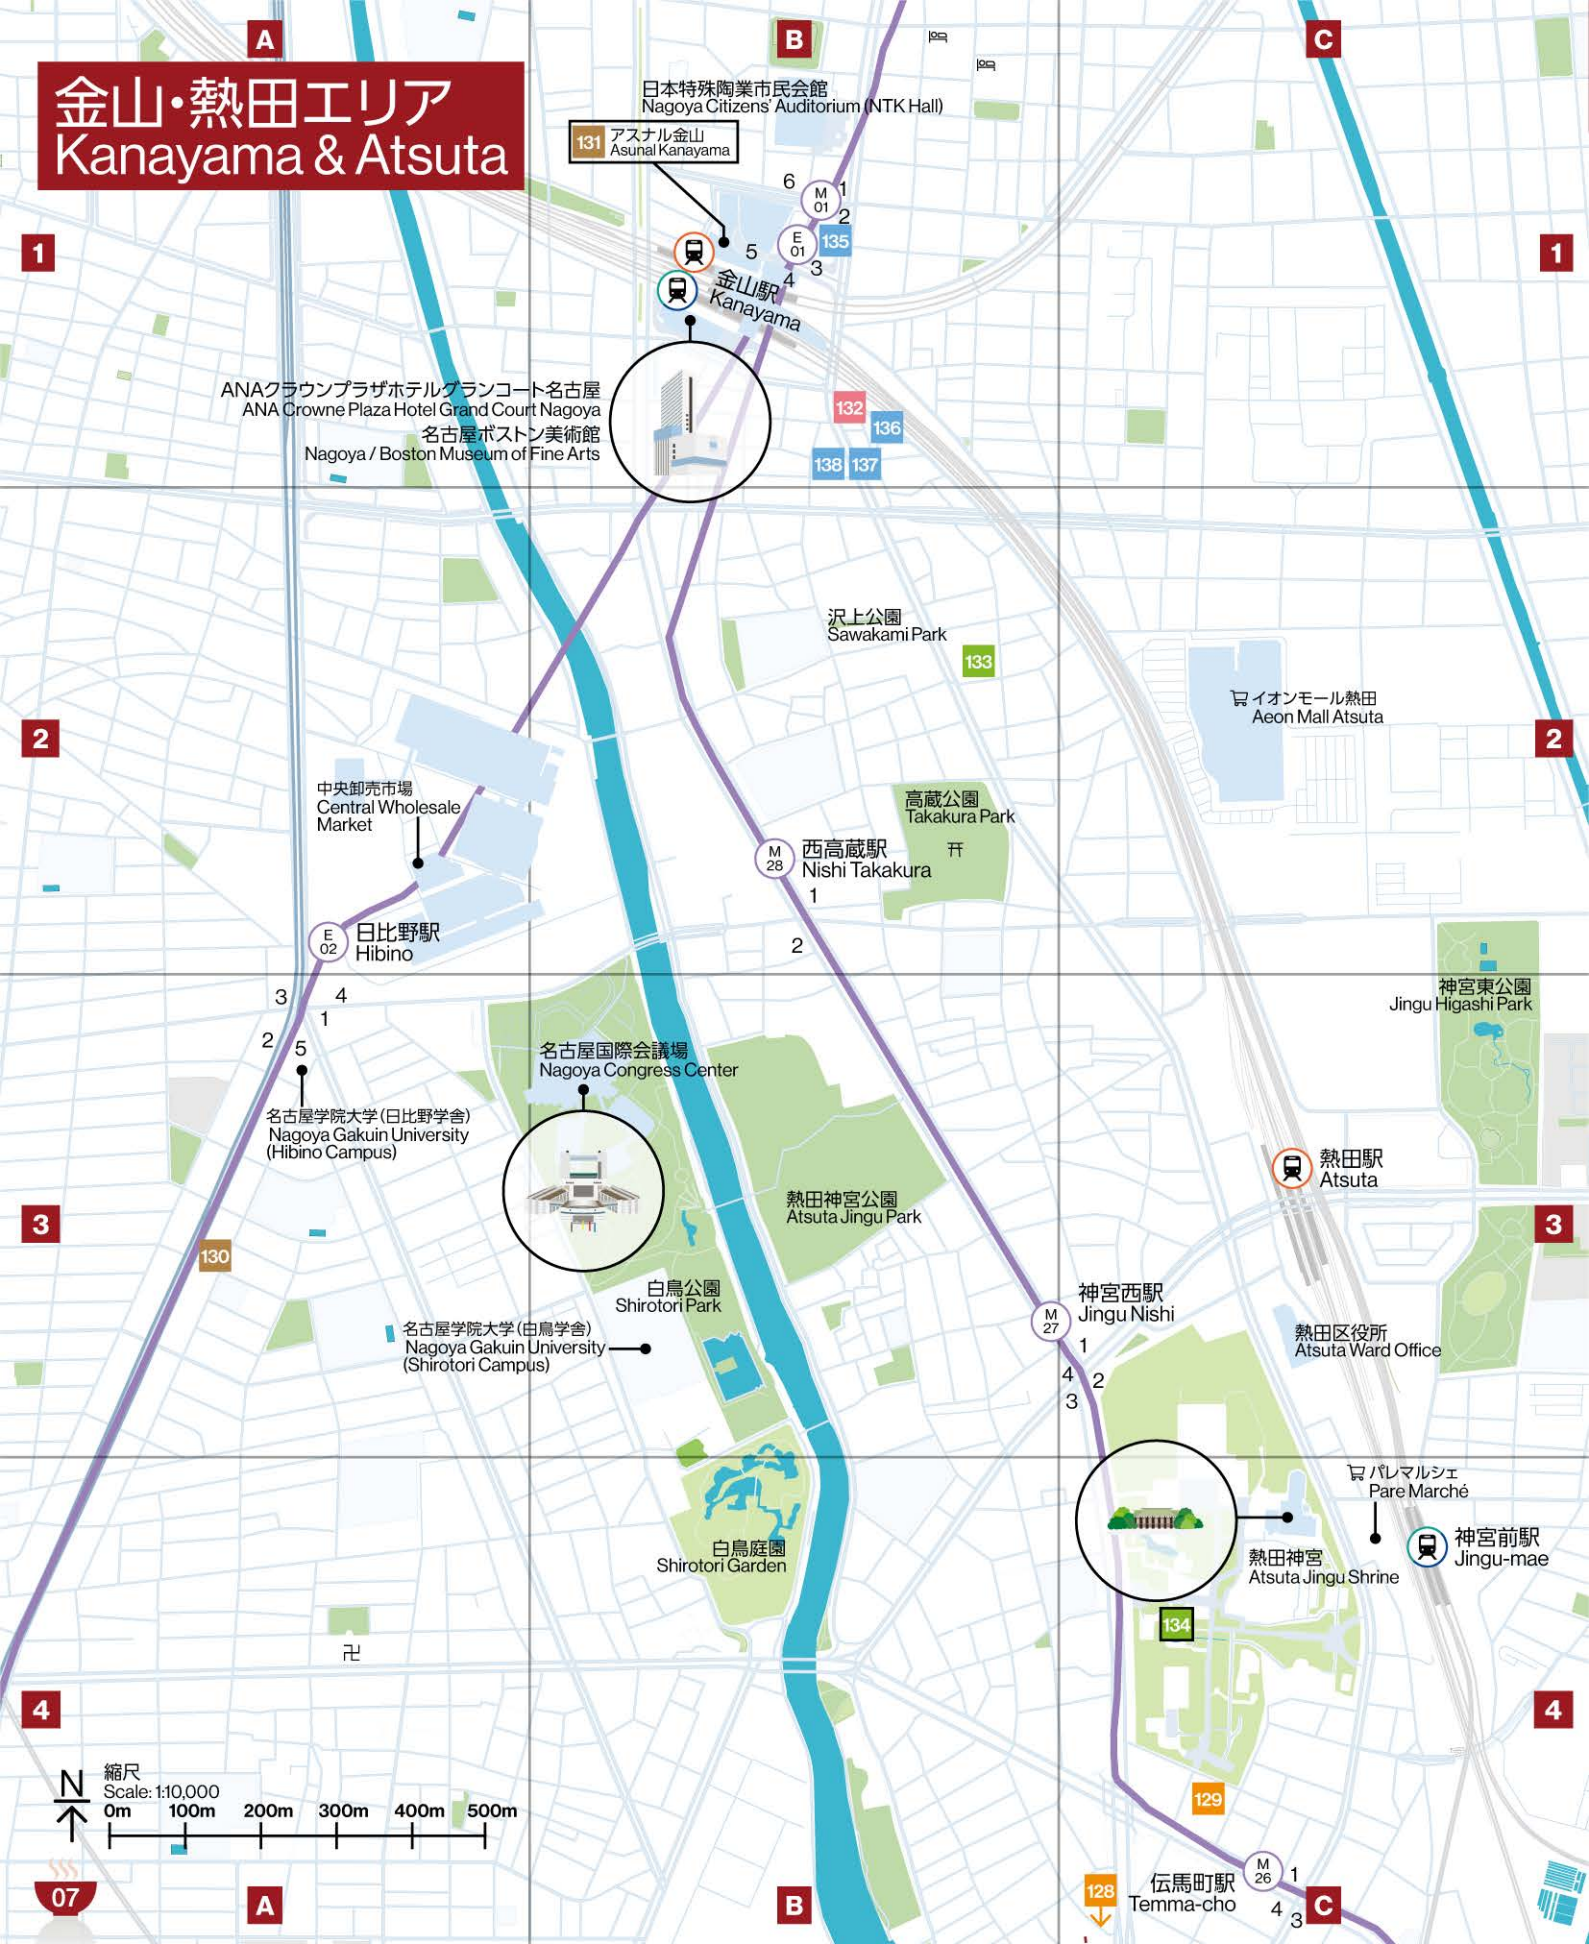 A
B
C
金山・熱田エリア
Kanayama & Atsuta
日本特殊陶業市民会館
Nagoya Citizens' Auditorium (NTK Hall)
131
アスナル金山
Asunal Kanayama
6
M
01
1
2
E
01
135
5
3
4
1
1
金山駅
Kanayama
ANAクラウンプラザホテルグランコート名古屋
ANA Crowne Plaza Hotel Grand Court Nagoya
名古屋ボストン美術館
Nagoya / Boston Museum of Fine Arts
132
136
138
137
沢上公園
Sawakami Park
133
イオンモール熱田
Aeon Mall Atsuta
2
2
中央卸売市場
Central Wholesale
Market
高蔵公園
Takakura Park
M
28
西高蔵駅
Nishi Takakura
1
2
E
02
日比野駅
Hibino
3
4
1
2
5
神宮東公園
Jingu Higashi Park
名古屋国際会議場
Nagoya Congress Center
名古屋学院大学(日比野学舎)
Nagoya Gakuin University
(Hibino Campus)
熱田駅
Atsuta
熱田神宮公園
Atsuta Jingu Park
3
3
130
白鳥公園
Shirotori Park
名古屋学院大学(白鳥学舎)
Nagoya Gakuin University
(Shirotori Campus)
M
27
神宮西駅
Jingu Nishi
1
4
2
3
熱田区役所
Atsuta Ward Office
パレマルシェ
Pare Marché
神宮前駅
Jingu-mae
白鳥庭園
Shirotori Garden
熱田神宮
Atsuta Jingu Shrine
134
卍
4
4
N
縮尺
Scale: 1:10,000
0m 100m 200m 300m 400m 500m
129
M
26
1
伝馬町駅
Temma-cho
4
3
128
07
A
B
C